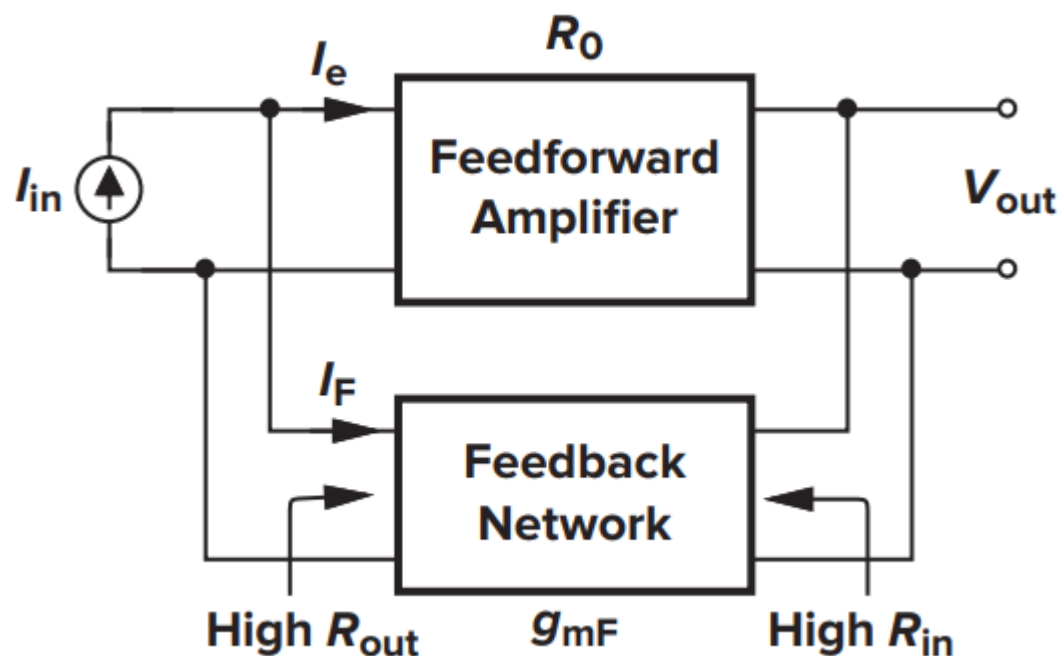 R0
Ie
Feedforward
Amplifier
Iin
Vout
IF
Feedback
Network
High Rout
gmF
High Rin